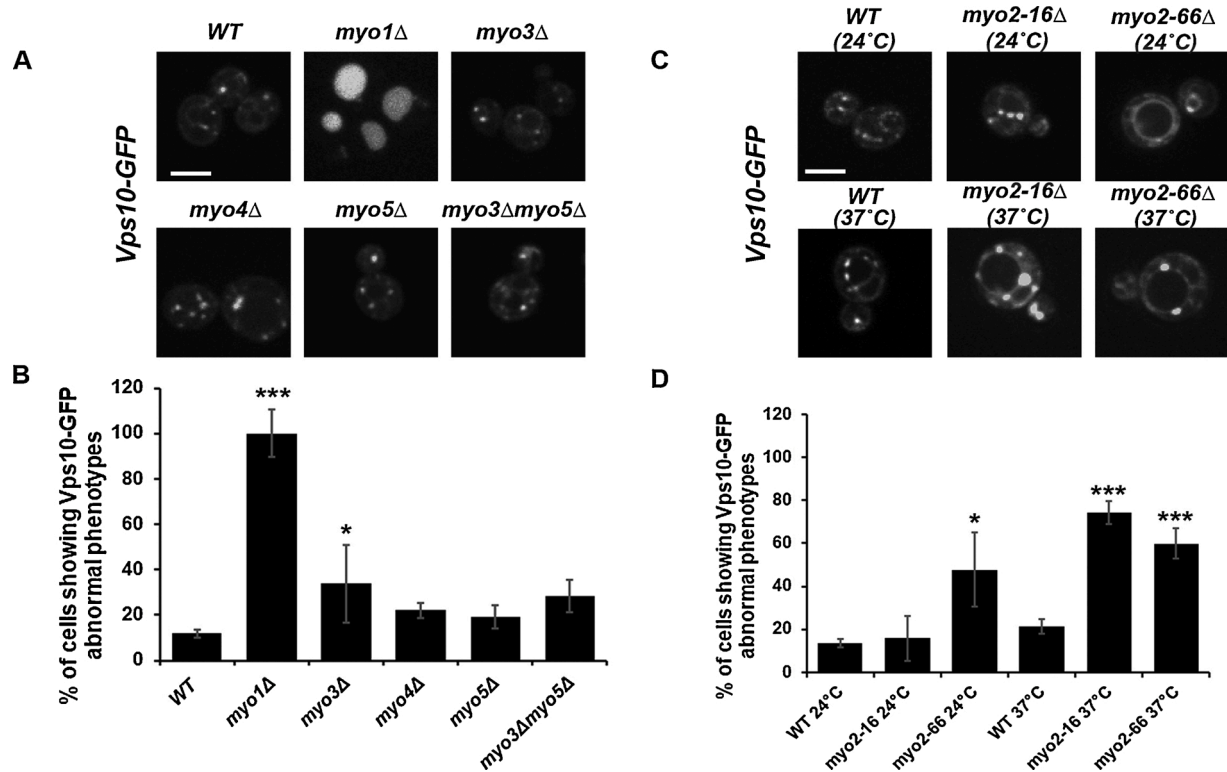 A
WT
myo1Δ
myo3Δ
Vps10-GFP
myo4Δ
myo5Δ
myo3Δmyo5Δ
B
% of cells showing Vps10-GFP
abnormal phenotypes
120
100
80
60
40
20
0
***
*
WT
myo1Δ
myo3Δ
myo4Δ
myo5Δ
myo3Δmyo5Δ
C
WT
(24°C)
myo2-16Δ
(24°C)
myo2-66Δ
(24°C)
Vps10-GFP
WT
(37°C)
myo2-16Δ
(37°C)
myo2-66Δ
(37°C)
D
% of cells showing Vps10-GFP
abnormal phenotypes
120
100
80
60
40
20
0
*
***
***
WT 24°C
myo2-16 24°C
myo2-66 24°C
WT 37°C
myo2-16 37°C
myo2-66 37°C